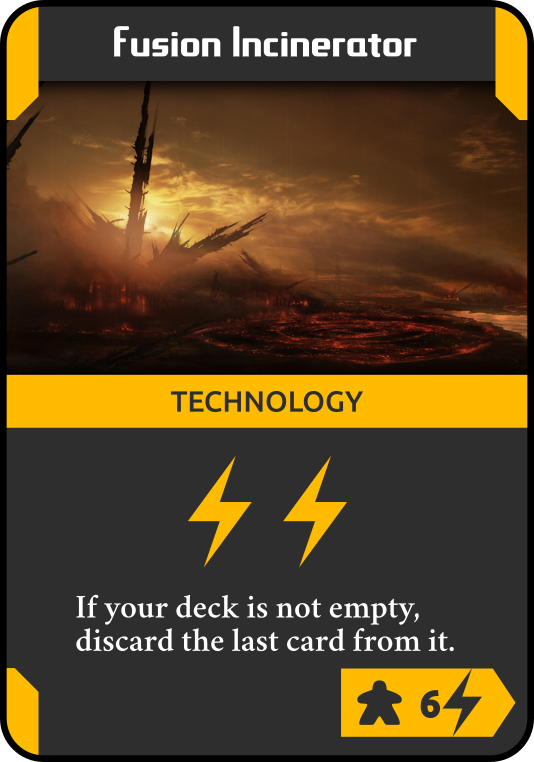 Fusion Incinerator
TECHNOLOGY
If your deck is not empty,
discard the last card from it.
6